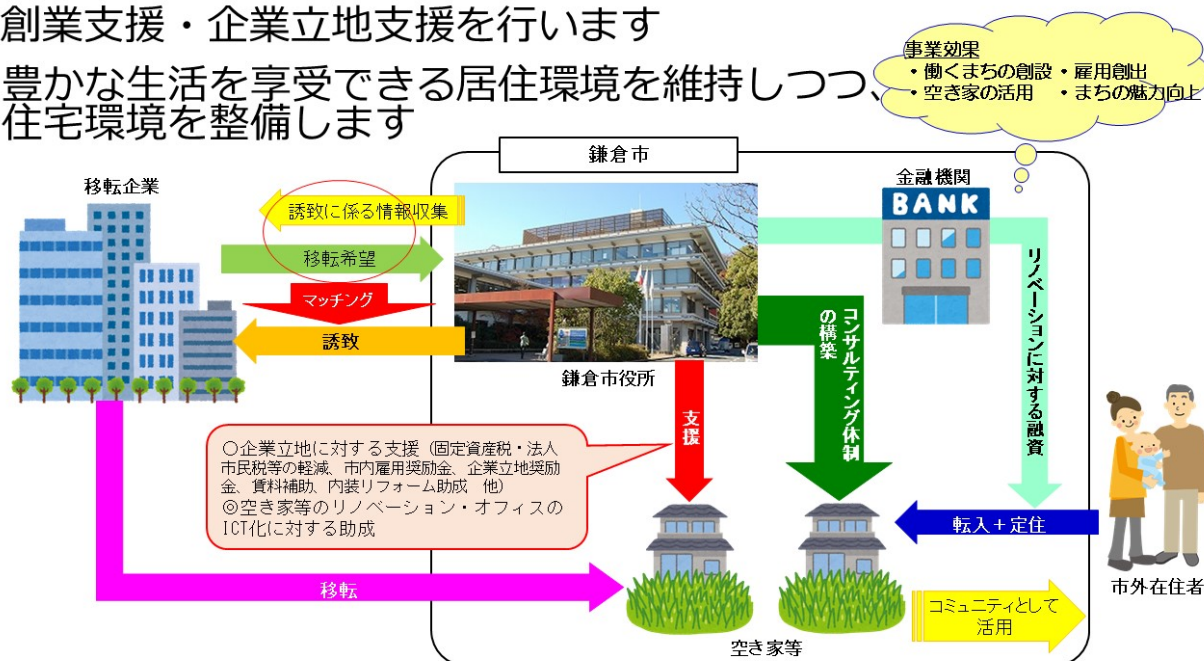 創業支援・企業立地支援を行います
豊かな生活を享受できる居住環境を維持しつつ、
住宅環境を整備します
事業効果
・働くまちの創設・雇用創出
・空き家の活用　・まちの魅力向上
鎌倉市
移転企業
誘致に係る情報収集
移転希望
マッチング
誘致
鎌倉市役所
金融機関
BANK
リノベーションに対する融資
コンサルティング体制
の構築
支援
〇企業立地に対する支援（固定資産税・法人
市民税等の軽減、市内雇用奨励金、企業立地奨励
金、賃料補助、内装リフォーム助成　他）
◎空き家等のリノベーション・オフィスの
ICT化に対する助成
転入＋定住
市外在住者
移転
コミュニティとして
活用
空き家等